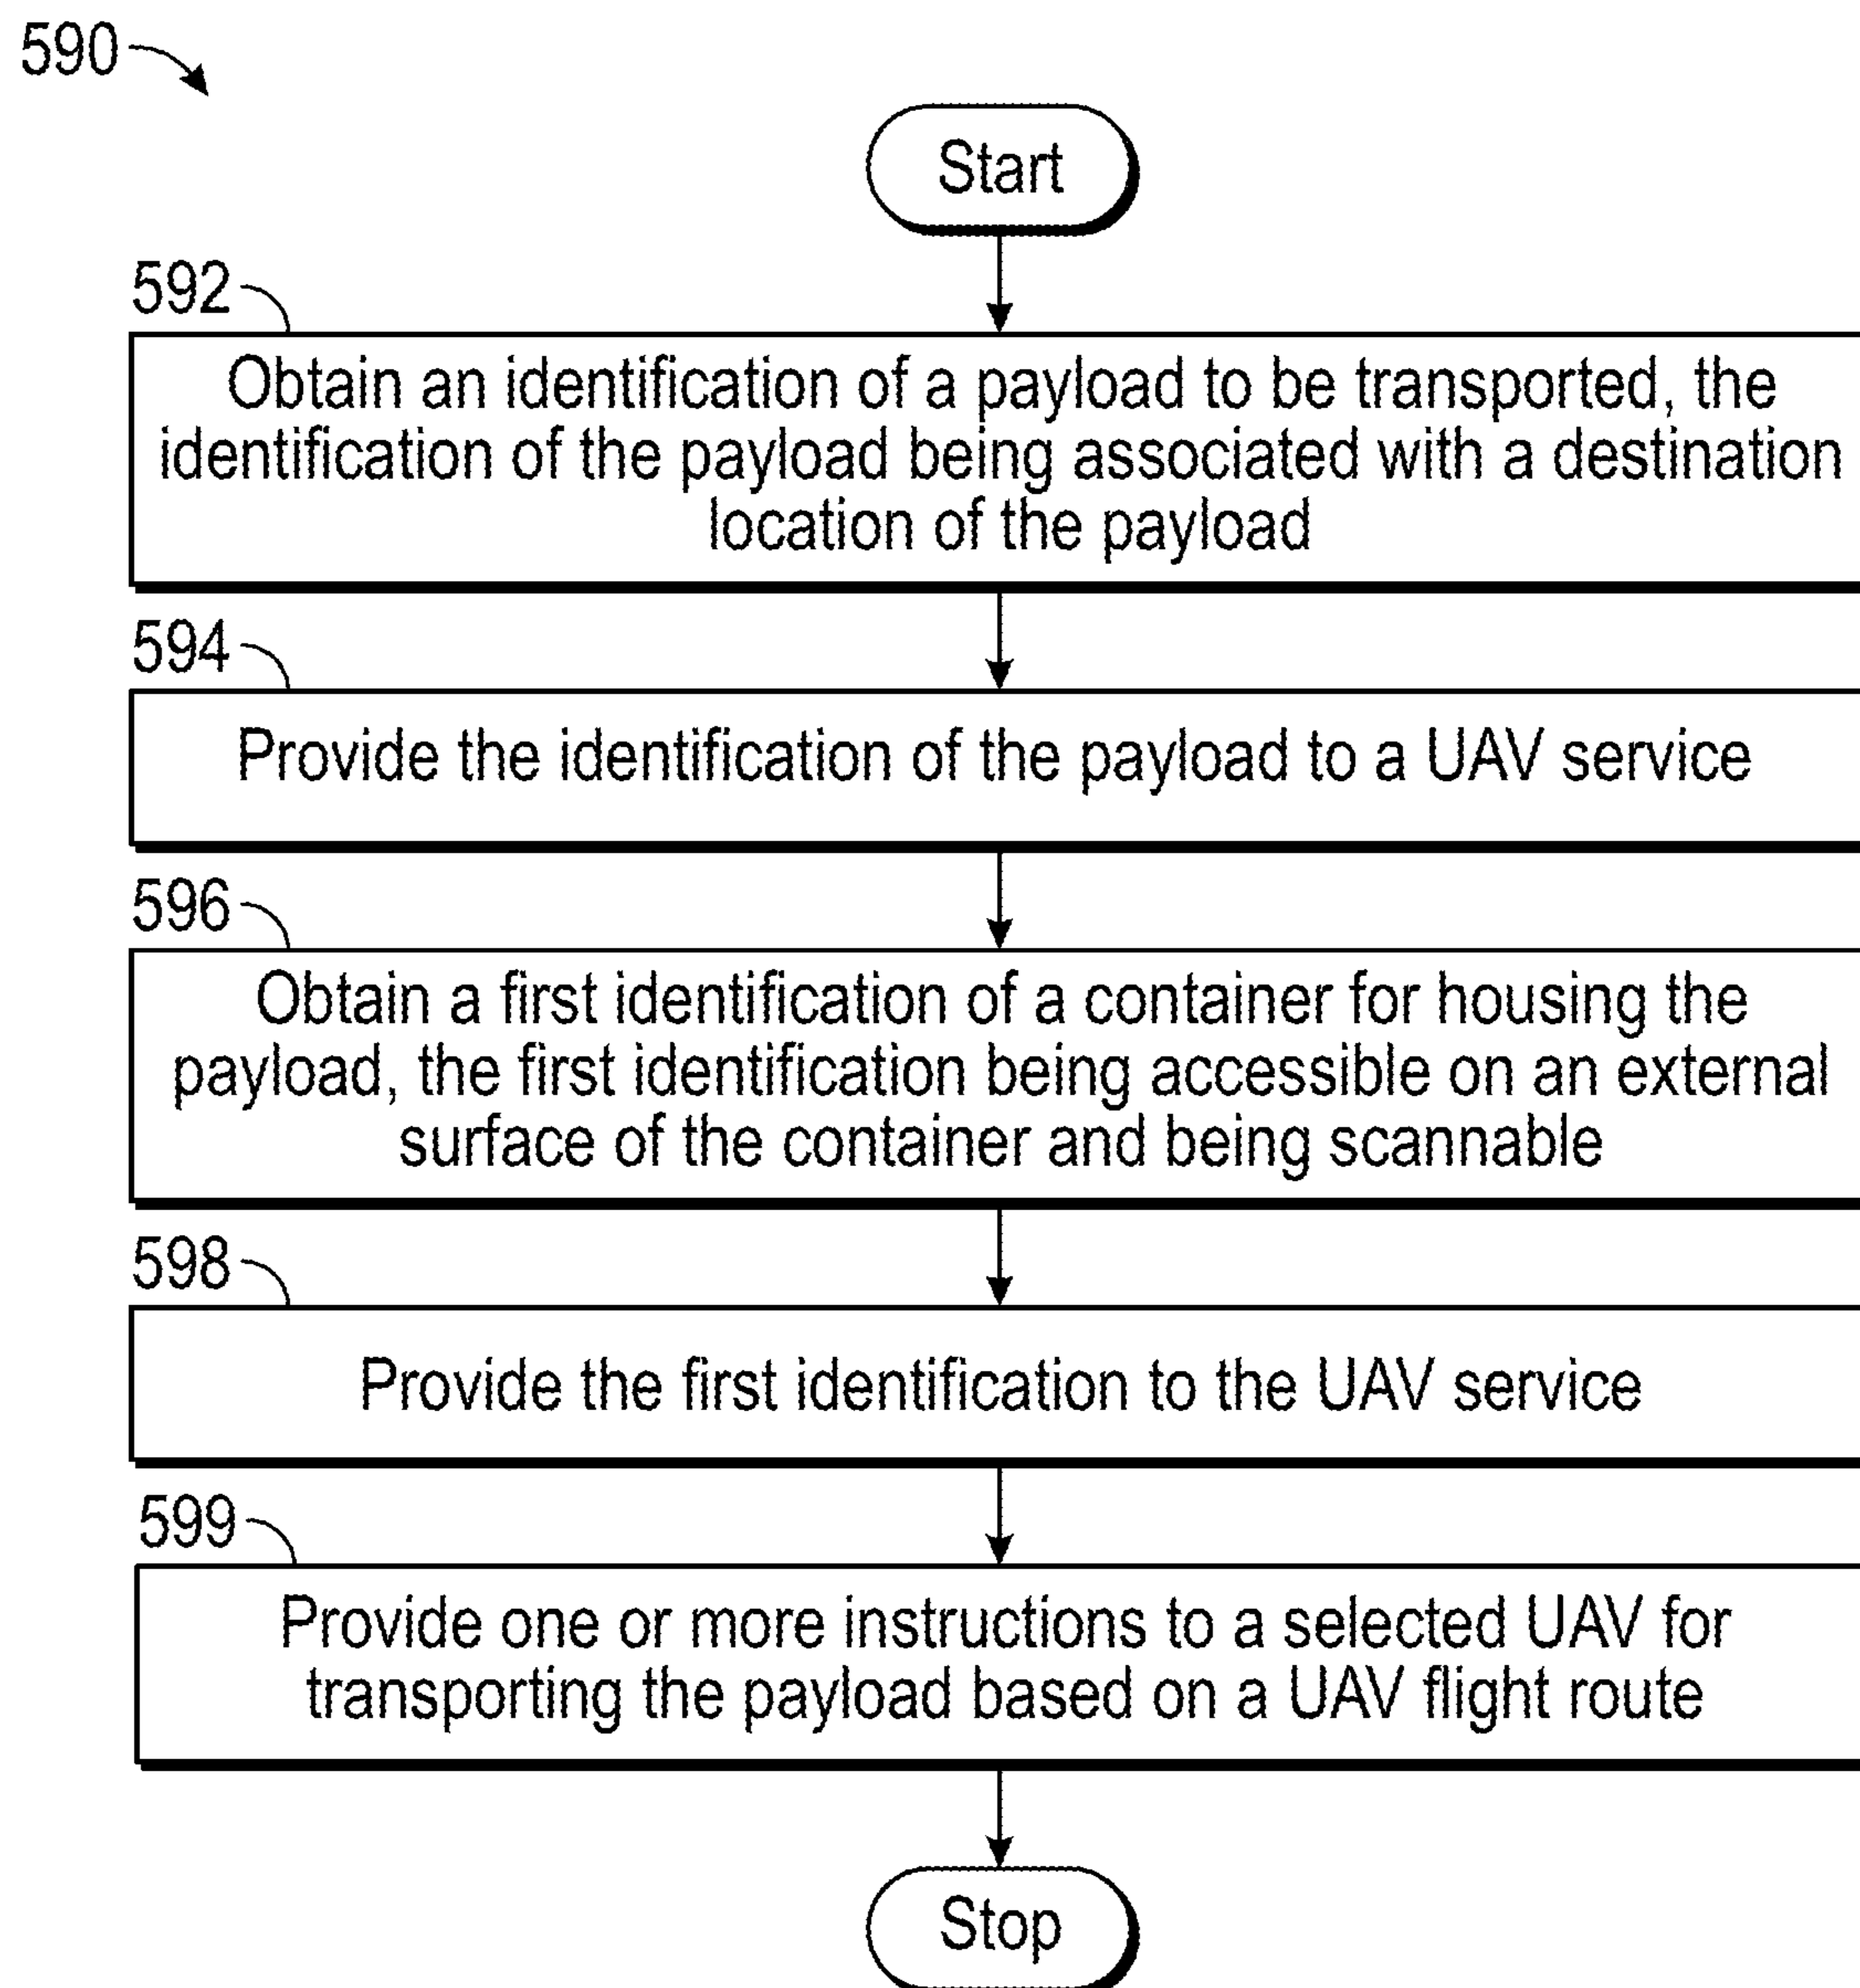 590
Start
592
Obtain an identification of a payload to be transported, the
identification of the payload being associated with a destination
location of the payload
594
Provide the identification of the payload to a UAV service
596
Obtain a first identification of a container for housing the
payload, the first identification being accessible on an external
surface of the container and being scannable
598
Provide the first identification to the UAV service
599
Provide one or more instructions to a selected UAV for
transporting the payload based on a UAV flight route
Stop